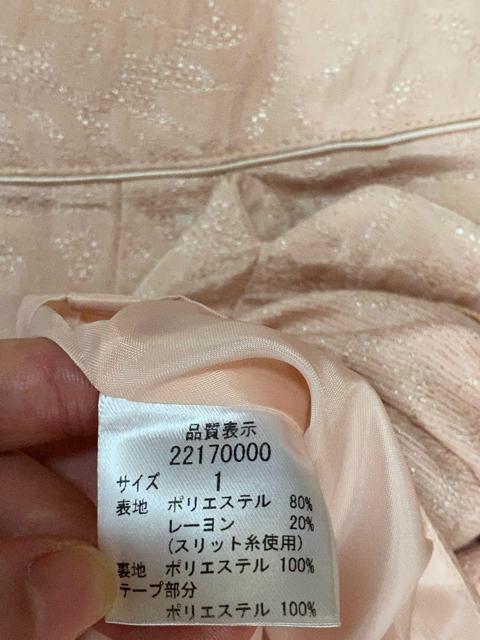 品質表示
22170000
サイズ 1
表地 ポリエステル 80%
レーヨン 20%
(スリット糸使用)
裏地 ポリエステル 100%
テープ部分
ポリエステル 100%